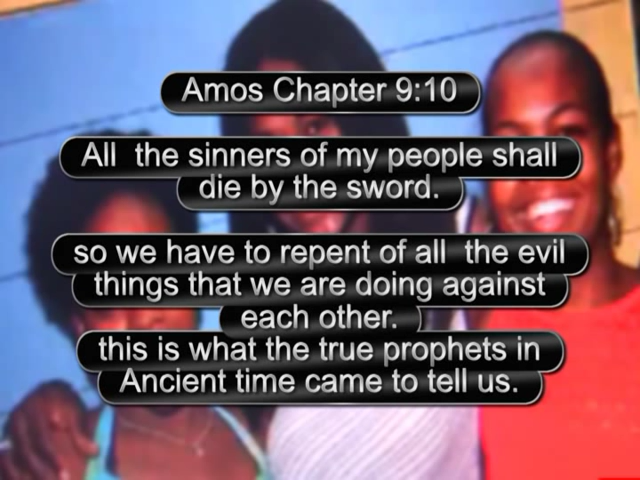 Amos Chapter 9:10
All the sinners of my people shall
die by the sword.
so we have to repent of all the evil
things that we are doing against
each other.
this is what the true prophets in
Ancient time came to tell us.